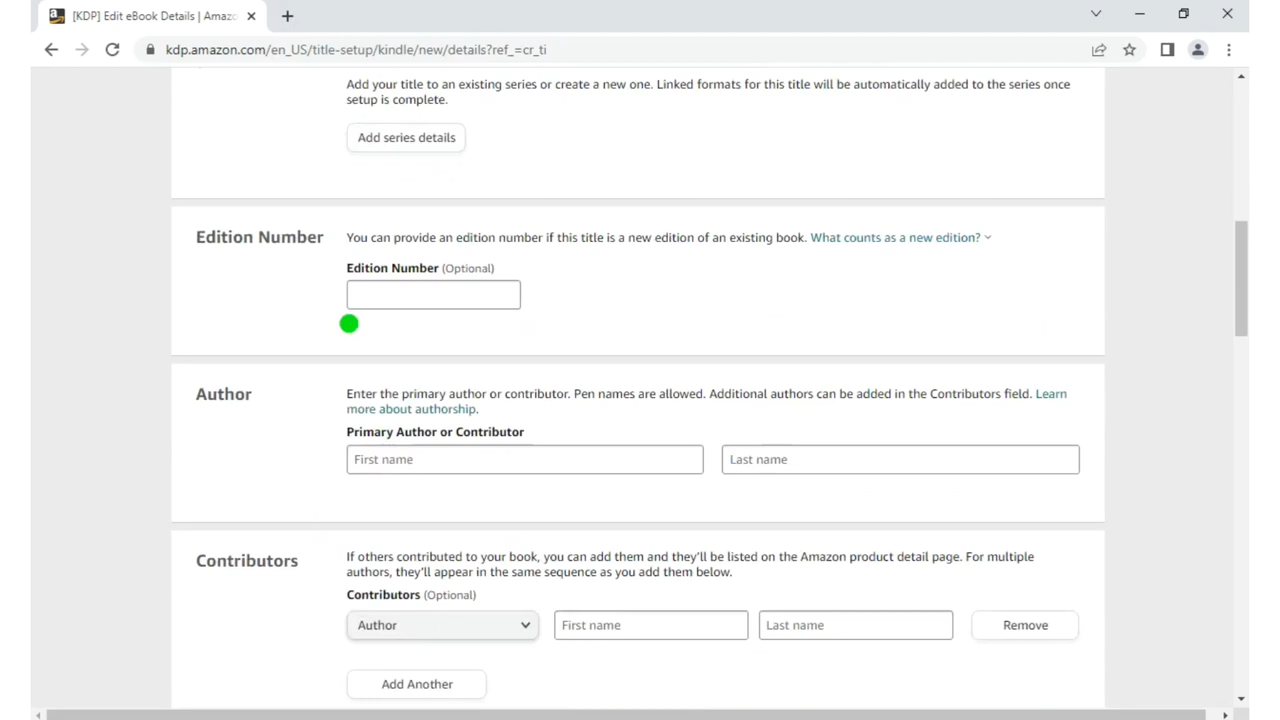 [KDP] Edit eBook Details | Amazo
kdp.amazon.com/en_US/title-setup/kindle/new/details?ref_=cr_ti
Add your title to an existing series or create a new one. Linked formats for this title will be automatically added to the series once
setup is complete.
Add series details
Edition Number
You can provide an edition number if this title is a new edition of an existing book. What counts as a new edition?
Edition Number (Optional)
Author
Enter the primary author or contributor. Pen names are allowed. Additional authors can be added in the Contributors field. Learn
more about authorship.
Primary Author or Contributor
First name Last name
Contributors
If others contributed to your book, you can add them and they'll be listed on the Amazon product detail page. For multiple
authors, they'll appear in the same sequence as you add them below.
Contributors (Optional)
Author First name Last name Remove
Add Another